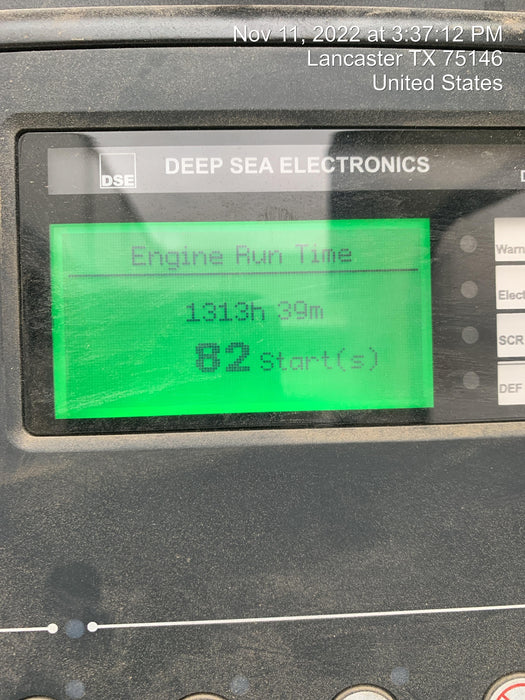 Nov 11, 2022 at 3:37:12 PM
Lancaster TX 75146
United States
DSE
DEEP SEA ELECTRONICS
D
Engine Run Time
1313h 39m
82 Start(s)
Warn
Elect
SCR
DEF